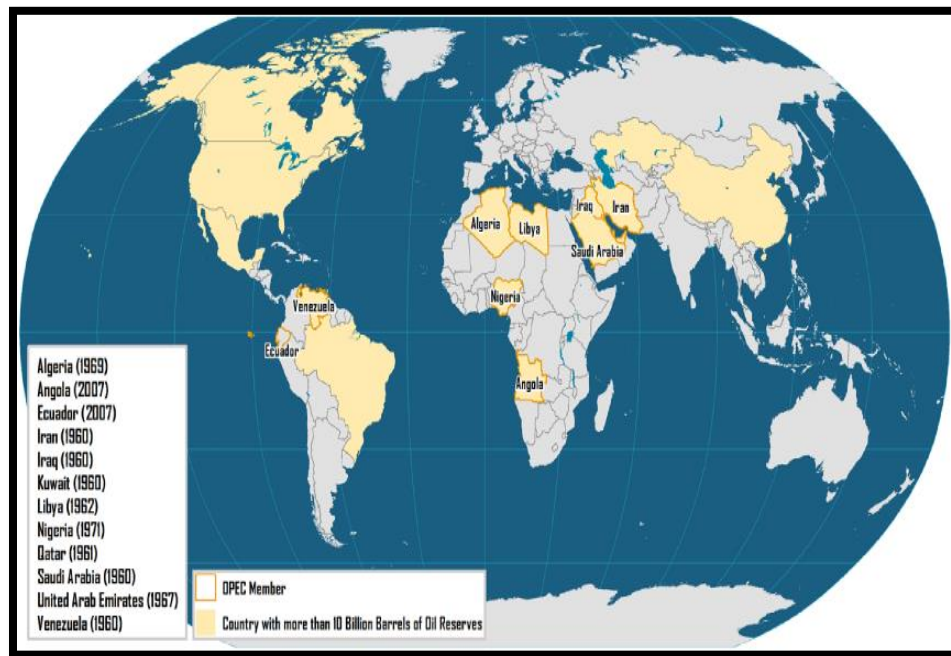 Algeria
Libya
Iraq
Iran
Saudi Arabia
Nigeria
Venezuela
Ecuador
Angola
Algeria (1969)
Angola (2007)
Ecuador (2007)
Iran (1960)
Iraq (1960)
Kuwait (1960)
Libya (1962)
Nigeria (1971)
Qatar (1961)
Saudi Arabia (1960)
United Arab Emirates (1967)
Venezuela (1960)
OPEC Member
Country with more than 10 Billion Barrels of Oil Reserves